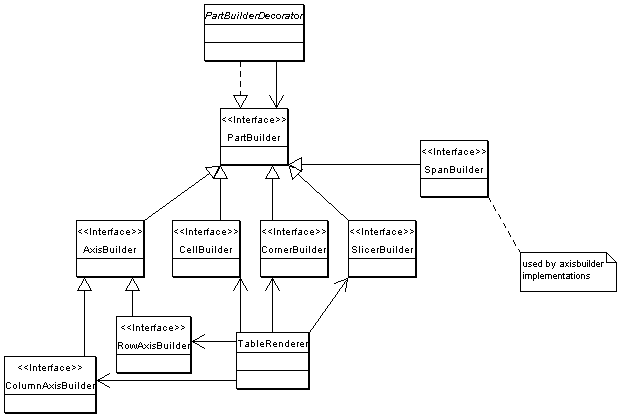 PartBuilderDecorator
<<Interface>>
PartBuilder
<<Interface>>
SpanBuilder
<<Interface>>
AxisBuilder
<<Interface>>
CellBuilder
<<Interface>>
CornerBuilder
<<Interface>>
SlicerBuilder
used by axisbuilder
implementations
<<Interface>>
RowAxisBuilder
TableRenderer
<<Interface>>
ColumnAxisBuilder